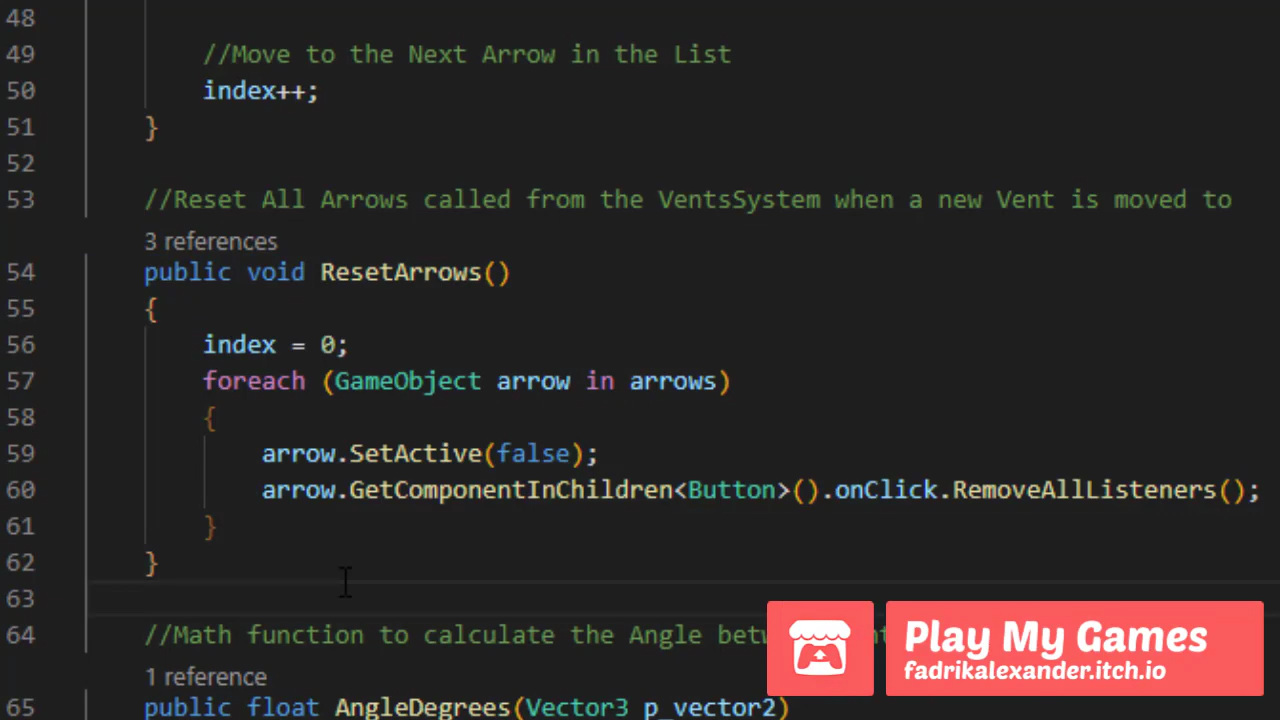 48
49 //Move to the Next Arrow in the List
50 index++;
51 }
52
53 //Reset All Arrows called from the VentsSystem when a new Vent is moved to
3 references
54 public void ResetArrows()
55 {
56 index = 0;
57 foreach (GameObject arrow in arrows)
58 {
59 arrow.SetActive(false);
60 arrow.GetComponentInChildren<Button>().onClick.RemoveAllListeners();
61 }
62 }
63
64 //Math function to calculate the Angle
1 reference
65 public float AngleDegrees(Vector3 p_vector2)
Play My Games
fadrikalexander.itch.io